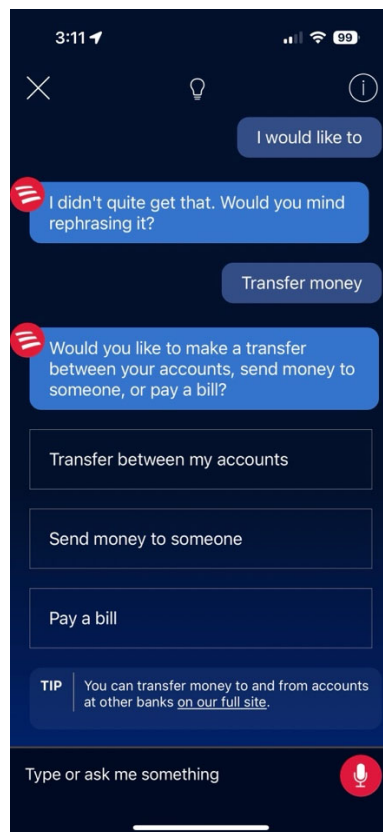 3:11
99
I would like to
I didn't quite get that. Would you mind
rephrasing it?
Transfer money
Would you like to make a transfer
between your accounts, send money to
someone, or pay a bill?
Transfer between my accounts
Send money to someone
Pay a bill
TIP You can transfer money to and from accounts
at other banks on our full site.
Type or ask me something